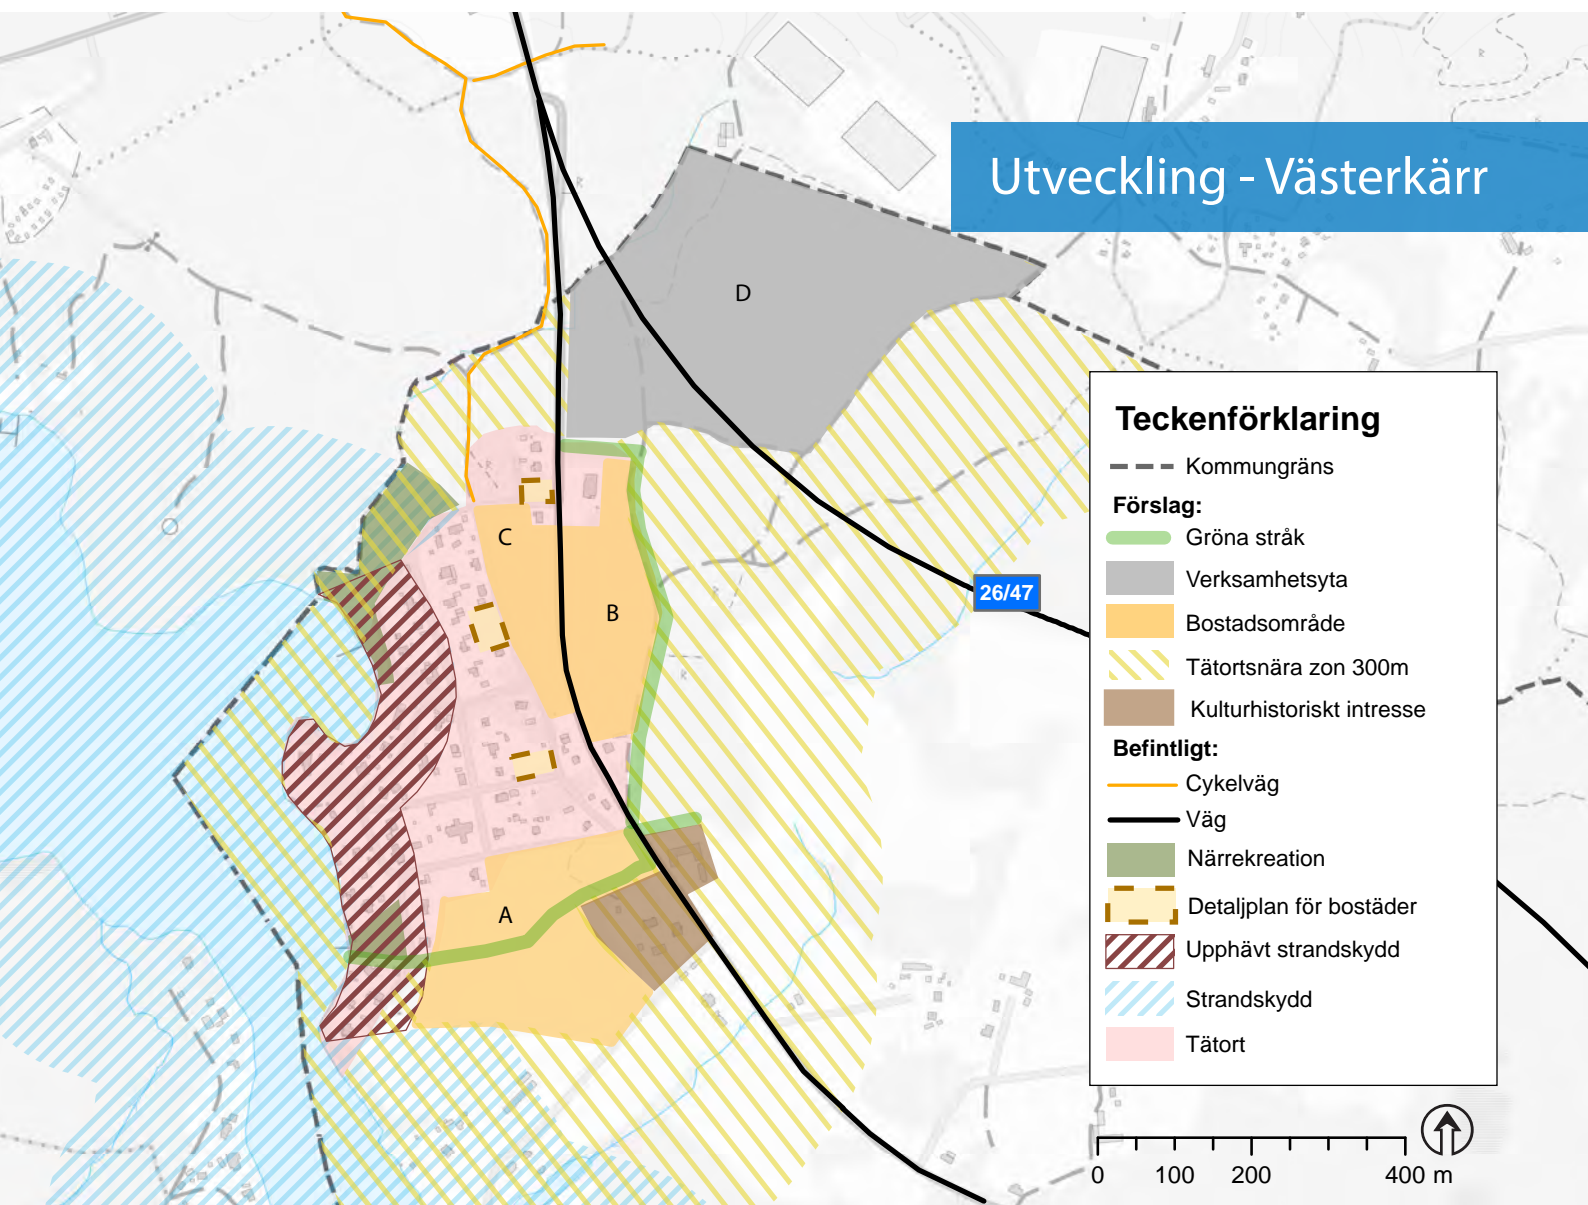 Utveckling - Västerkärr
D
C
B
A
26/47
Teckenförklaring
Kommungräns
Förslag:
Gröna stråk
Verksamhetsyta
Bostadsområde
Tätortsnära zon 300m
Kulturhistoriskt intresse
Befintligt:
Cykelväg
Väg
Närrekreation
Detaljplan för bostäder
Upphävt strandskydd
Strandskydd
Tätort
0 100 200 400 m